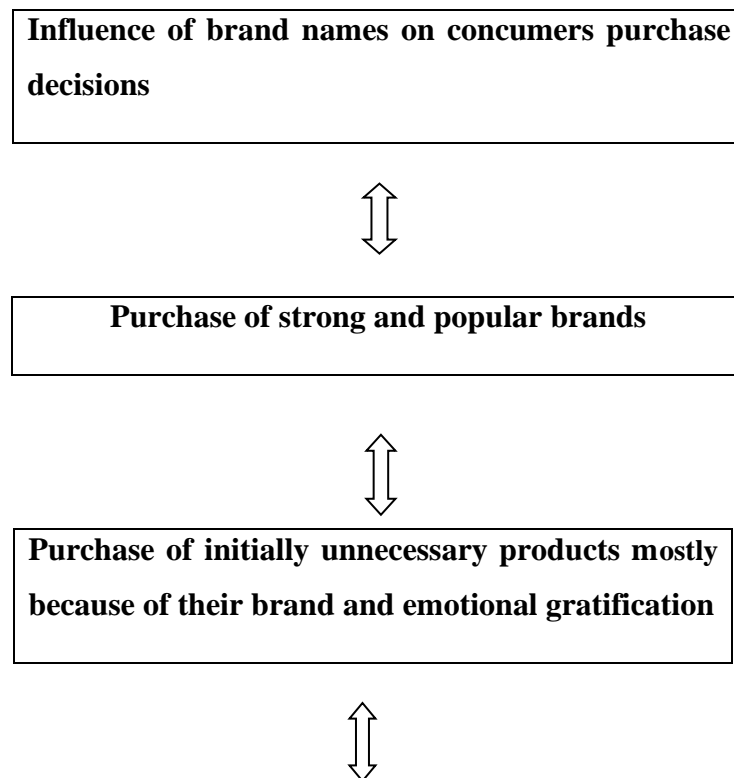 Influence of brand names on concumers purchase
decisions
Purchase of strong and popular brands
Purchase of initially unnecessary products mostly
because of their brand and emotional gratification